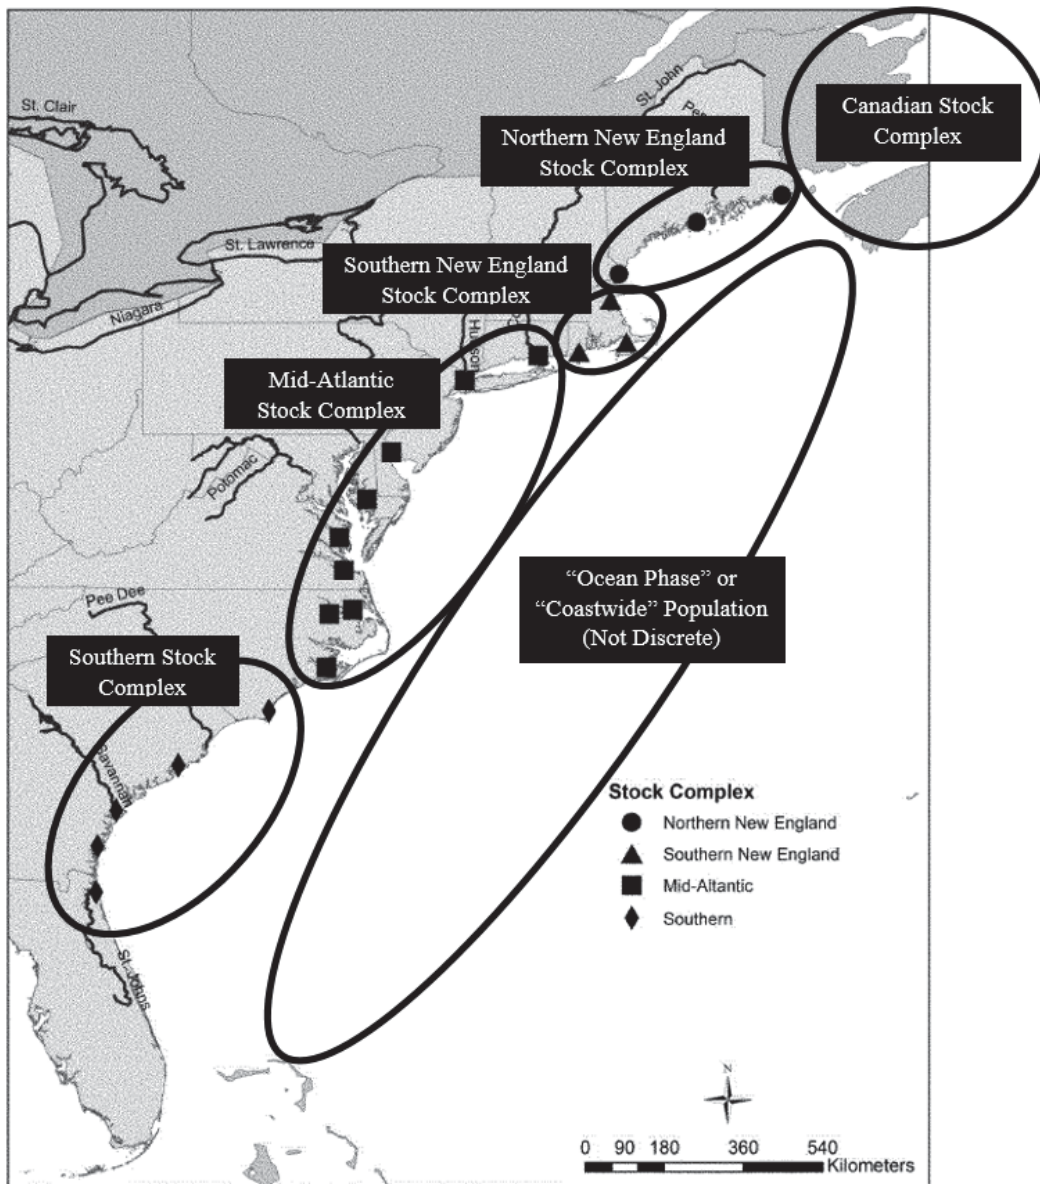 St. Clair
St. John
Canadian Stock
Complex
Northern New England
Stock Complex
St. Lawrence
Southern New England
Stock Complex
Niagara
Hudson
Mid-Atlantic
Stock Complex
Potomac
"Ocean Phase" or
"Coastwide" Population
(Not Discrete)
Pee Dee
Southern Stock
Complex
Savannah
Stock Complex
Northern New England
Southern New England
Mid-Altantic
Southern
St. Johns
N
0 90 180 360 540
Kilometers